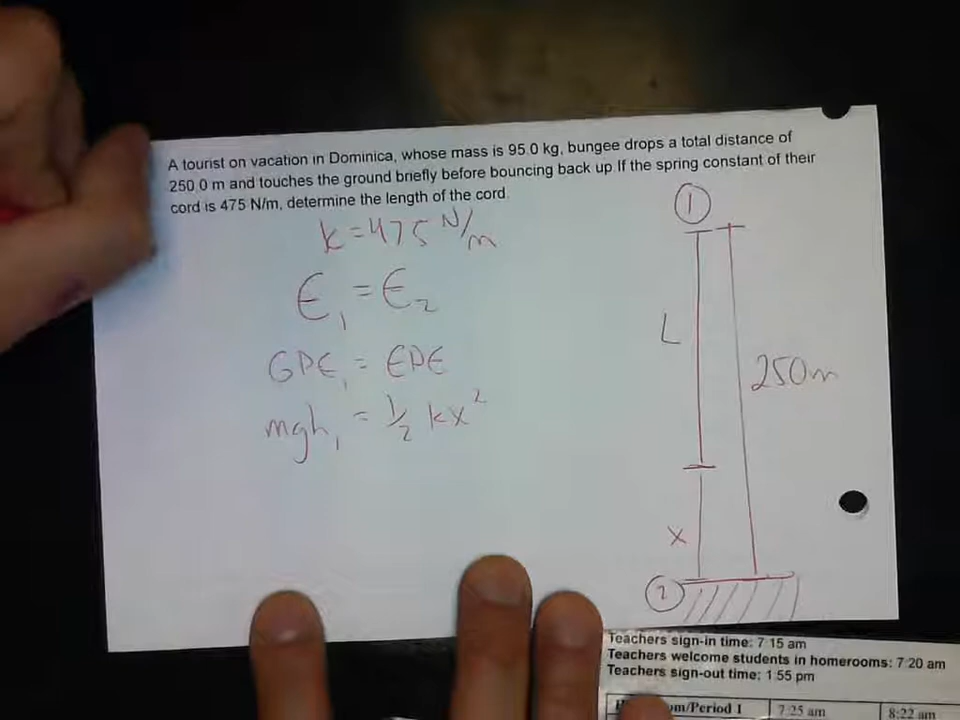 A tourist on vacation in Dominica, whose mass is 95.0 kg, bungee drops a total distance of
250.0 m and touches the ground briefly before bouncing back up. If the spring constant of their
cord is 475 N/m, determine the length of the cord.
k = 475 N/m
E₁ = E₂
GPE₁ = EPE
mgh₁ = 1/2 kx²
1
L
250m
x
2
Teachers sign-in time: 7:15 am
Teachers welcome students in homerooms: 7:20 am
Teachers sign-out time: 1:55 pm
om/Period 1 7:25 am 8:22 am